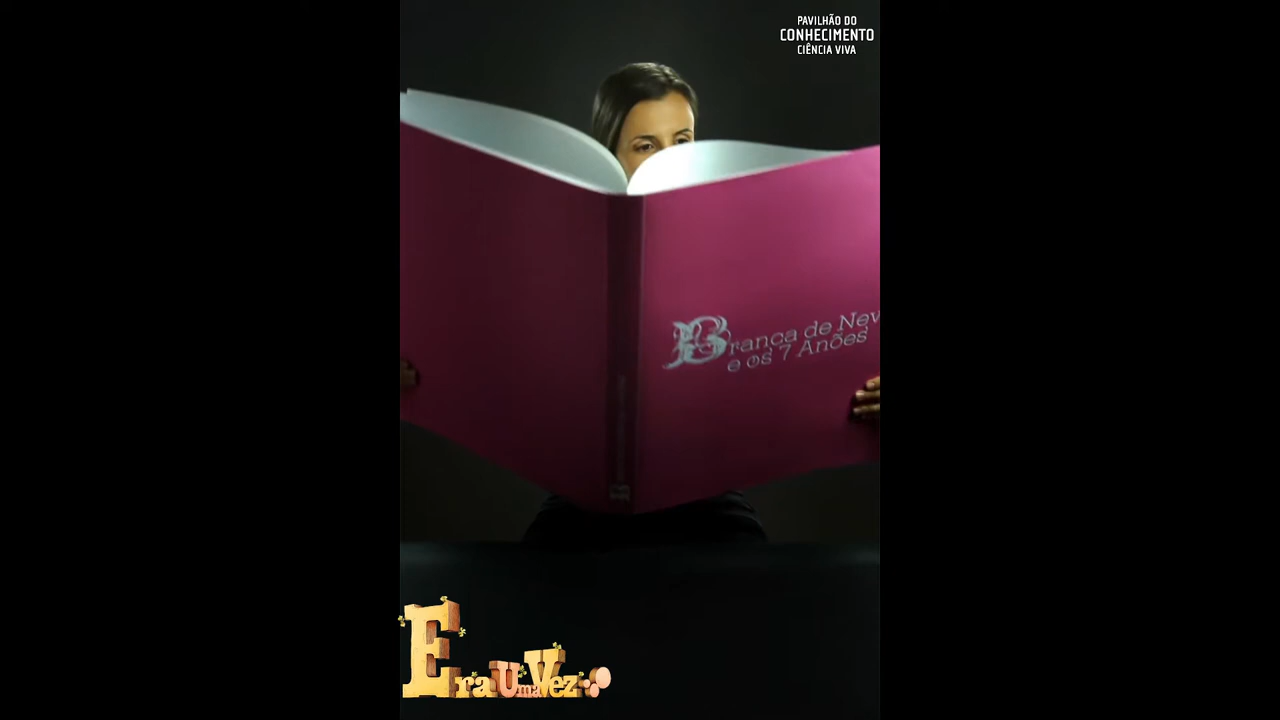 PAVILHÃO DO
CONHECIMENTO
CIÊNCIA VIVA
Branca de Nev
e os 7 Anões
Era Uma Vez